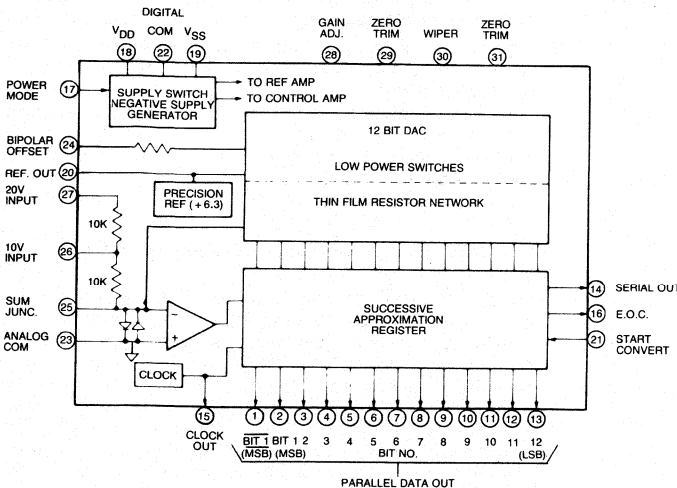 DIGITAL
VDD COM VSS
18 22 19
GAIN ADJ.
28
ZERO TRIM
29
WIPER
30
ZERO TRIM
31
POWER MODE
17
SUPPLY SWITCH
NEGATIVE SUPPLY
GENERATOR
TO REF AMP
TO CONTROL AMP
BIPOLAR OFFSET
24
REF. OUT
20
20V INPUT
27
12 BIT DAC
LOW POWER SWITCHES
THIN FILM RESISTOR NETWORK
PRECISION
REF (+6.3)
10K
10V INPUT
26
10K
SUM JUNC.
25
ANALOG COM
23
−
+
SUCCESSIVE
APPROXIMATION
REGISTER
14 SERIAL OUT
16 E.O.C.
21 START CONVERT
CLOCK
15
CLOCK OUT
1 2 3 4 5 6 7 8 9 10 11 12 13
BIT 1 BIT 1 2 3 4 5 6 7 8 9 10 11 12
(MSB) (MSB) BIT NO. (LSB)
PARALLEL DATA OUT